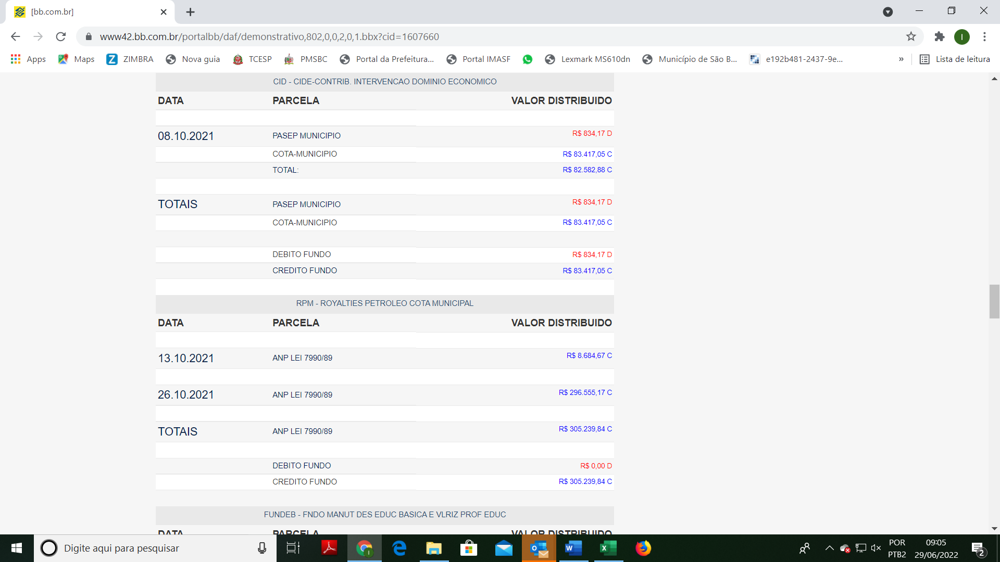 [bb.com.br]
www42.bb.com.br/portalbb/daf/demonstrativo,802,0,0,2,0,1.bbx?cid=1607660
I
Apps Maps ZIMBRA Nova guia TCESP PMSBC Portal da Prefeitura... Portal IMASF Lexmark MS610dn Município de São B... e192b481-2437-9e... » Lista de leitura
CID - CIDE-CONTRIB. INTERVENCAO DOMINIO ECONOMICO
DATA PARCELA VALOR DISTRIBUIDO
08.10.2021 PASEP MUNICIPIO R$ 834,17 D
COTA-MUNICIPIO R$ 83.417,05 C
TOTAL: R$ 82.582,88 C
TOTAIS PASEP MUNICIPIO R$ 834,17 D
COTA-MUNICIPIO R$ 83.417,05 C
DEBITO FUNDO R$ 834,17 D
CREDITO FUNDO R$ 83.417,05 C
RPM - ROYALTIES PETROLEO COTA MUNICIPAL
DATA PARCELA VALOR DISTRIBUIDO
13.10.2021 ANP LEI 7990/89 R$ 8.684,67 C
26.10.2021 ANP LEI 7990/89 R$ 296.555,17 C
TOTAIS ANP LEI 7990/89 R$ 305.239,84 C
DEBITO FUNDO R$ 0,00 D
CREDITO FUNDO R$ 305.239,84 C
FUNDEB - FNDO MANUT DES EDUC BASICA E VLRIZ PROF EDUC
DATA PARCELA VALOR DISTRIBUIDO
Digite aqui para pesquisar
POR 09:05
PTB2 29/06/2022 2